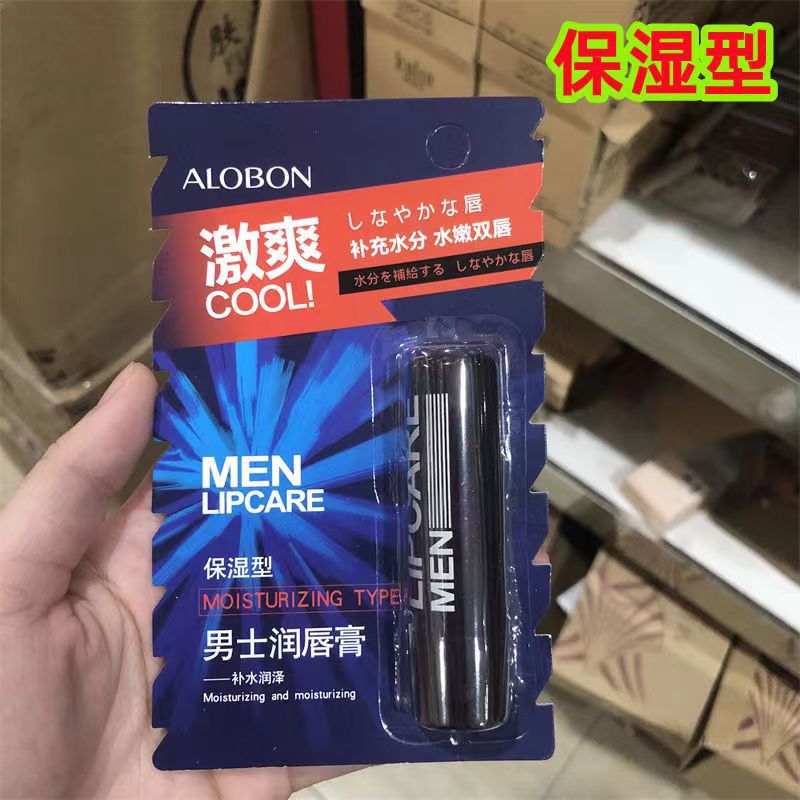 保湿型
ALOBON
激爽
COOL!
しなやかな唇
补充水分 水嫩双唇
水分を補給する しなやかな唇
MEN
LIPCARE
保湿型
MOISTURIZING TYPE
男士润唇膏
——补水润泽
Moisturizing and moisturizing
LIPCARE
MEN